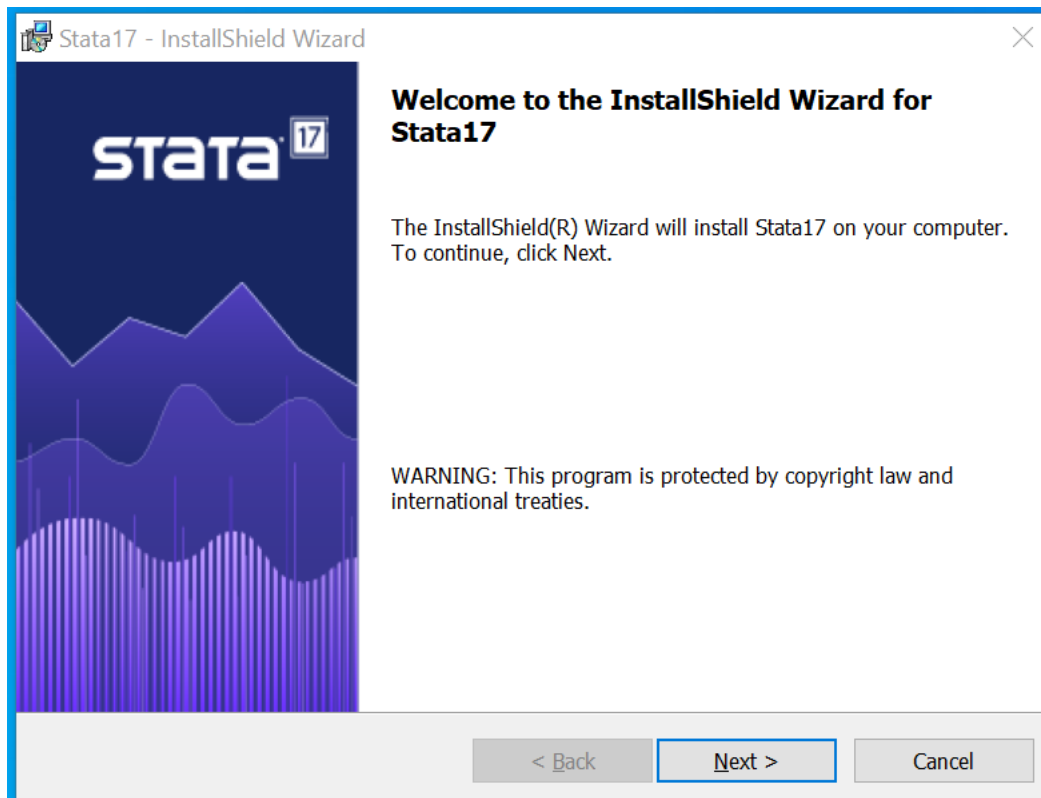 Stata17 - InstallShield Wizard
stata 17
Welcome to the InstallShield Wizard for
Stata17
The InstallShield(R) Wizard will install Stata17 on your computer.
To continue, click Next.
WARNING: This program is protected by copyright law and
international treaties.
< Back
Next >
Cancel